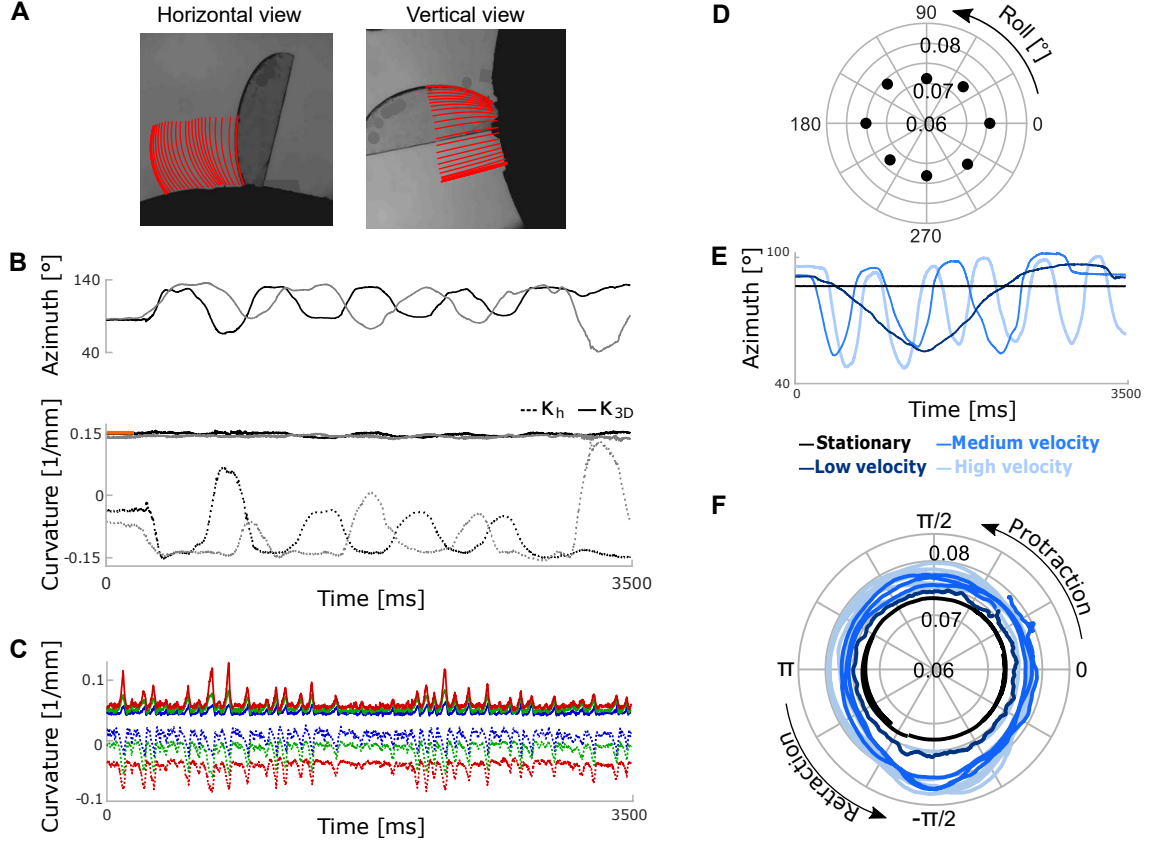 A
Horizontal view
Vertical view
B
Azimuth [°]
140
40
Curvature [1/mm]
0.15
0
-0.15
κh
κ3D
0
3500
Time [ms]
C
Curvature [1/mm]
0.1
0
-0.1
0
3500
Time [ms]
D
90
Roll [°]
0.08
0.07
0.06
180
0
270
E
Azimuth [°]
100
40
0
3500
Time [ms]
Stationary
Medium velocity
Low velocity
High velocity
F
π/2
Protraction
0.08
0.07
0.06
π
0
Retraction
-π/2